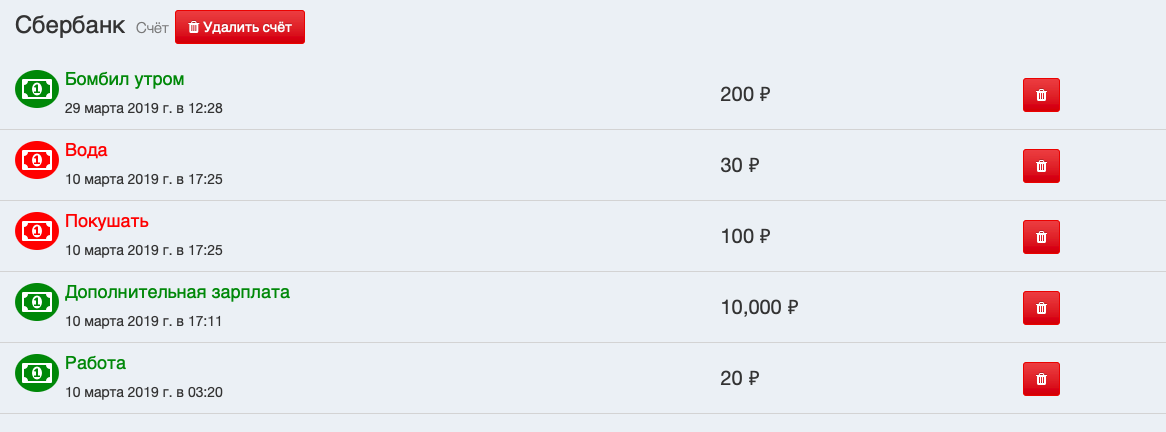 Сбербанк Счёт Удалить счёт
Бомбил утром
29 марта 2019 г. в 12:28
200 ₽
Вода
10 марта 2019 г. в 17:25
30 ₽
Покушать
10 марта 2019 г. в 17:25
100 ₽
Дополнительная зарплата
10 марта 2019 г. в 17:11
10,000 ₽
Работа
10 марта 2019 г. в 03:20
20 ₽